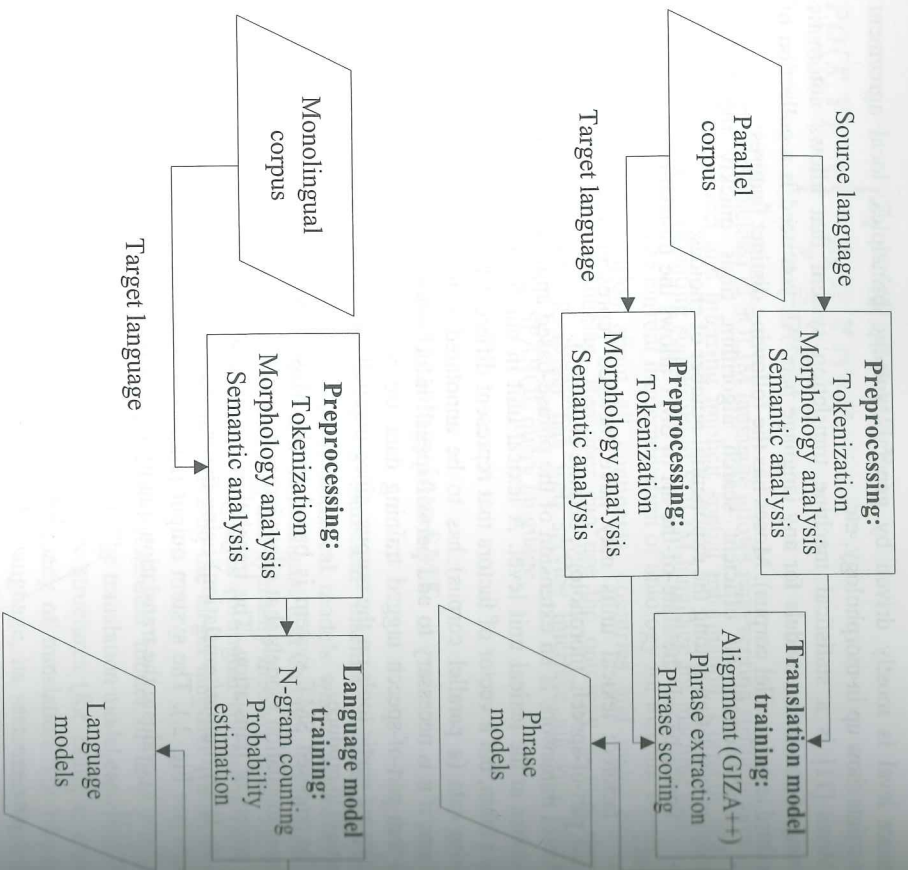 Source language
Parallel
corpus
Target language
Preprocessing:
Tokenization
Morphology analysis
Semantic analysis
Preprocessing:
Tokenization
Morphology analysis
Semantic analysis
Translation model
training:
Alignment (GIZA++)
Phrase extraction
Phrase scoring
Phrase
models
Monolingual
corpus
Target language
Preprocessing:
Tokenization
Morphology analysis
Semantic analysis
Language model
training:
N-gram counting
Probability
estimation
Language
models